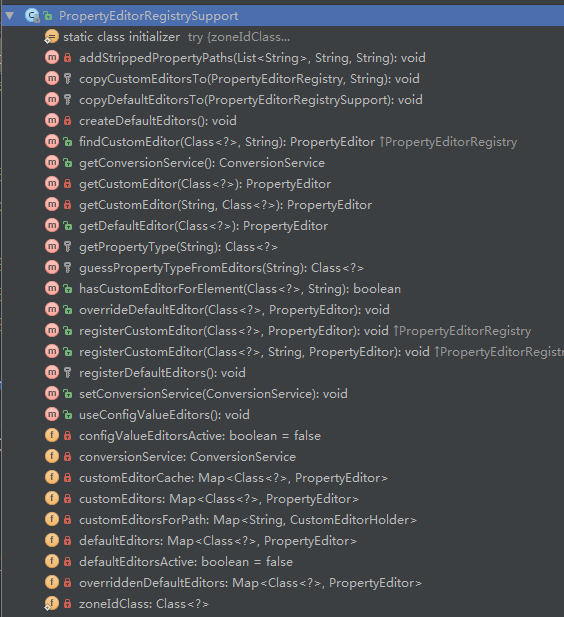 PropertyEditorRegistrySupport
static class initializer try {zoneIdClass...
addStrippedPropertyPaths(List<String>, String, String): void
copyCustomEditorsTo(PropertyEditorRegistry, String): void
copyDefaultEditorsTo(PropertyEditorRegistrySupport): void
createDefaultEditors(): void
findCustomEditor(Class<?>, String): PropertyEditor ↑PropertyEditorRegistry
getConversionService(): ConversionService
getCustomEditor(Class<?>): PropertyEditor
getCustomEditor(String, Class<?>): PropertyEditor
getDefaultEditor(Class<?>): PropertyEditor
getPropertyType(String): Class<?>
guessPropertyTypeFromEditors(String): Class<?>
hasCustomEditorForElement(Class<?>, String): boolean
overrideDefaultEditor(Class<?>, PropertyEditor): void
registerCustomEditor(Class<?>, PropertyEditor): void ↑PropertyEditorRegistry
registerCustomEditor(Class<?>, String, PropertyEditor): void ↑PropertyEditorRegistr
registerDefaultEditors(): void
setConversionService(ConversionService): void
useConfigValueEditors(): void
configValueEditorsActive: boolean = false
conversionService: ConversionService
customEditorCache: Map<Class<?>, PropertyEditor>
customEditors: Map<Class<?>, PropertyEditor>
customEditorsForPath: Map<String, CustomEditorHolder>
defaultEditors: Map<Class<?>, PropertyEditor>
defaultEditorsActive: boolean = false
overriddenDefaultEditors: Map<Class<?>, PropertyEditor>
zoneIdClass: Class<?>